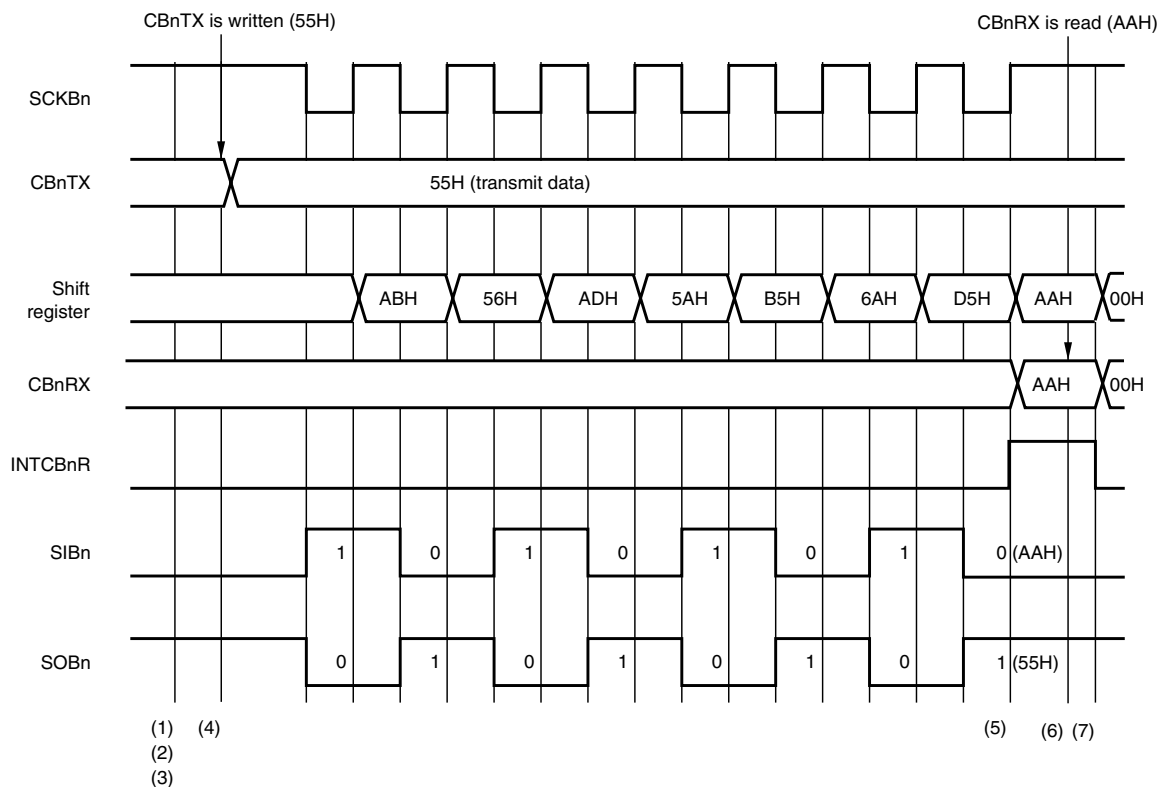 CBnTX is written (55H)
CBnRX is read (AAH)
SCKBn
CBnTX
55H (transmit data)
Shift
register
ABH 56H ADH 5AH B5H 6AH D5H AAH 00H
CBnRX
AAH 00H
INTCBnR
SIBn
1 0 1 0 1 0 1 0 (AAH)
SOBn
0 1 0 1 0 1 0 1 (55H)
(1) (4) (5) (6) (7)
(2)
(3)